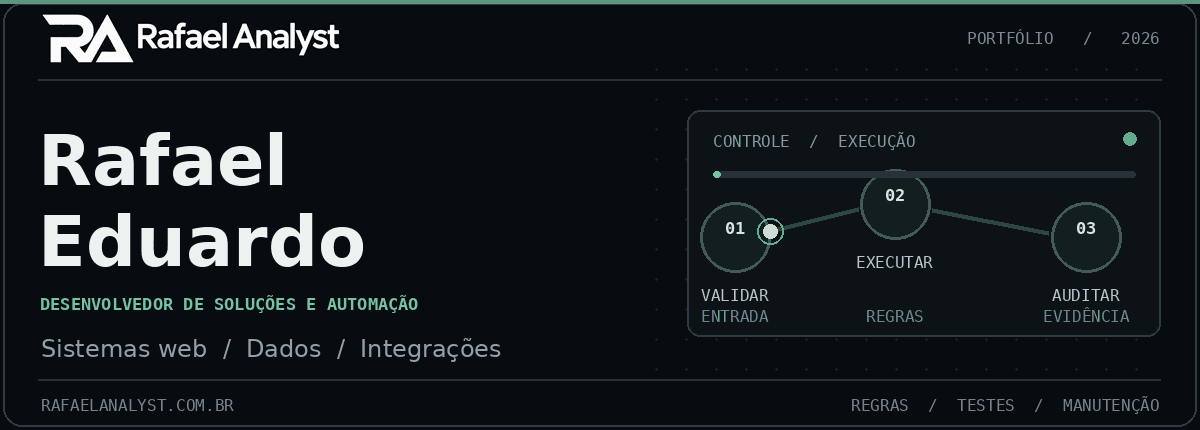 RA Rafael Analyst
PORTFÓLIO / 2026
Rafael
Eduardo
DESENVOLVEDOR DE SOLUÇÕES E AUTOMAÇÃO
Sistemas web / Dados / Integrações
CONTROLE / EXECUÇÃO
01
02
03
VALIDAR
ENTRADA
EXECUTAR
REGRAS
AUDITAR
EVIDÊNCIA
RAFAELANALYST.COM.BR
REGRAS / TESTES / MANUTENÇÃO